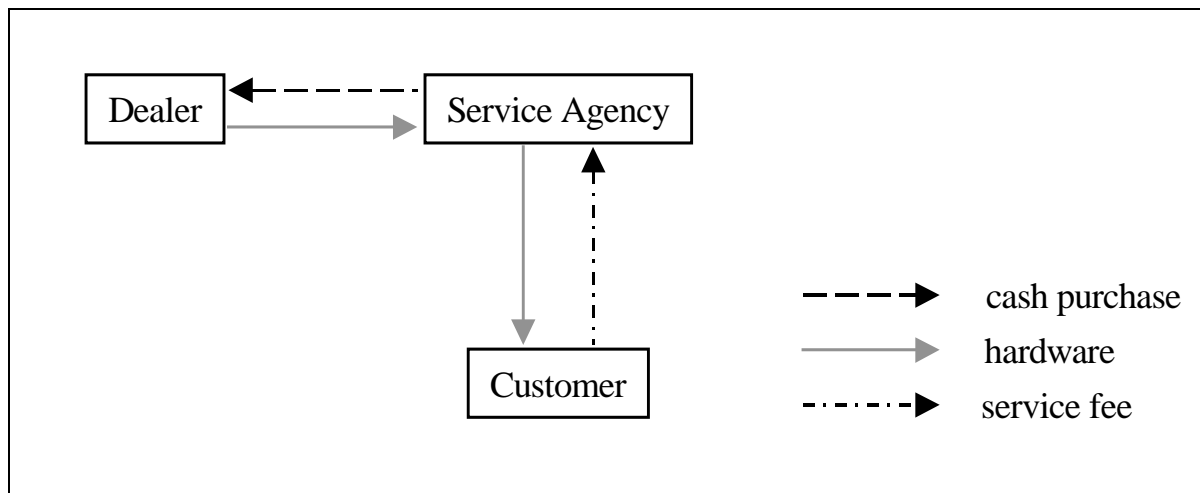 Dealer
Service Agency
Customer
cash purchase
hardware
service fee